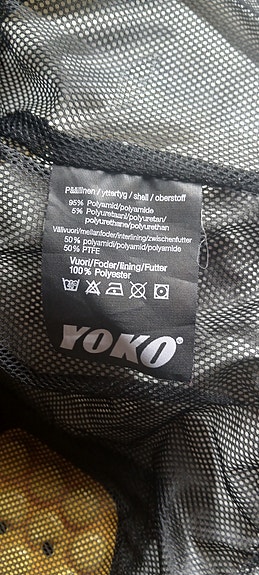 Päällinen / yttertyg / shell / oberstoff
95% Polyamid/polyamide
5% Polyuretaani/polyuretan/
polyurethane/polyurethan
Välivuori/mellanfoder/interlining/zwischenfutter
50% polyamidi/polyamid/polyamide
50% PTFE
Vuori/Foder/lining/Futter
100% Polyester
YOKO®